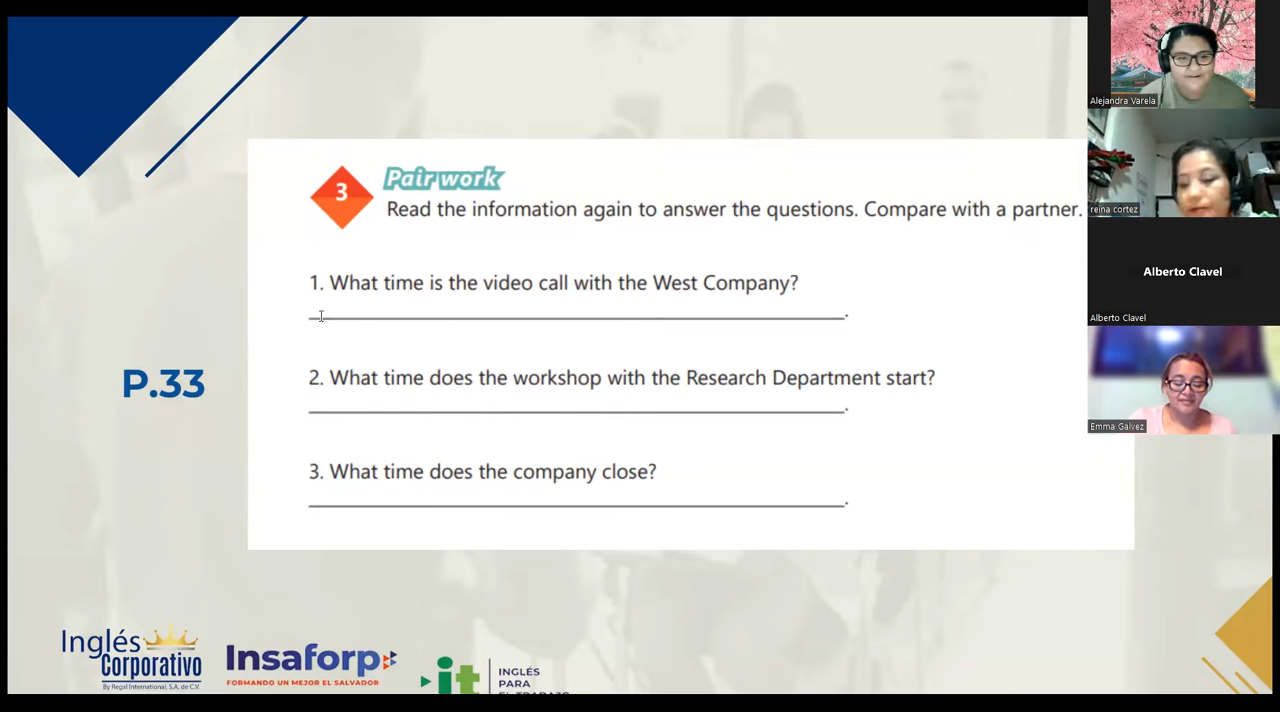 3
Pair work
Read the information again to answer the questions. Compare with a partner.
1. What time is the video call with the West Company?
2. What time does the workshop with the Research Department start?
3. What time does the company close?
P.33
Inglés
Corporativo
By Regal International, S.A. de C.V.
Insaforp
FORMANDO UN MEJOR EL SALVADOR
it
INGLÉS
PARA
EL TRABAJO
Alejandra Varela
reina cortez
Alberto Clavel
Alberto Clavel
Emma Galvez